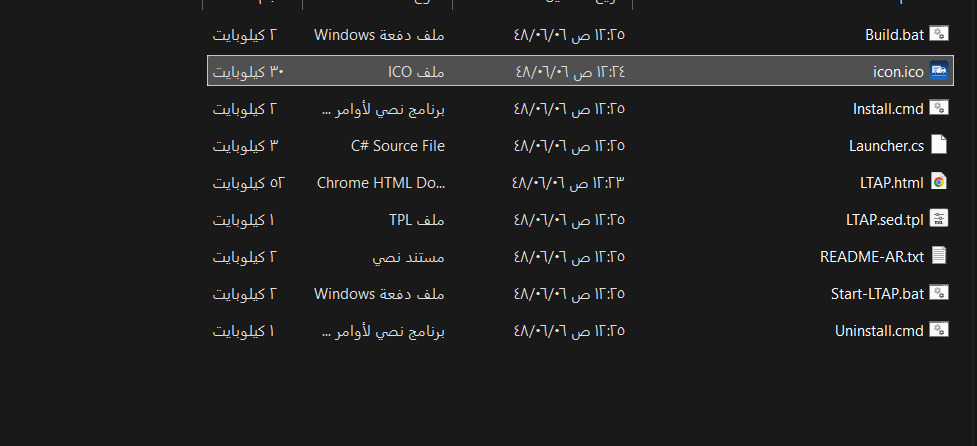 Build.bat ١٢:٢٥ ص ٤٨/٠٦/٠٦ ملف دفعة Windows ٢ كيلوبايت
icon.ico ١٢:٢٤ ص ٤٨/٠٦/٠٦ ملف ICO ٣٠ كيلوبايت
Install.cmd ١٢:٢٥ ص ٤٨/٠٦/٠٦ برنامج نصي لأوامر ... ٢ كيلوبايت
Launcher.cs ١٢:٢٥ ص ٤٨/٠٦/٠٦ C# Source File ٣ كيلوبايت
LTAP.html ١٢:٢٣ ص ٤٨/٠٦/٠٦ Chrome HTML Do... ٥٢ كيلوبايت
LTAP.sed.tpl ١٢:٢٥ ص ٤٨/٠٦/٠٦ ملف TPL ١ كيلوبايت
README-AR.txt ١٢:٢٥ ص ٤٨/٠٦/٠٦ مستند نصي ٢ كيلوبايت
Start-LTAP.bat ١٢:٢٥ ص ٤٨/٠٦/٠٦ ملف دفعة Windows ٢ كيلوبايت
Uninstall.cmd ١٢:٢٥ ص ٤٨/٠٦/٠٦ برنامج نصي لأوامر ... ١ كيلوبايت